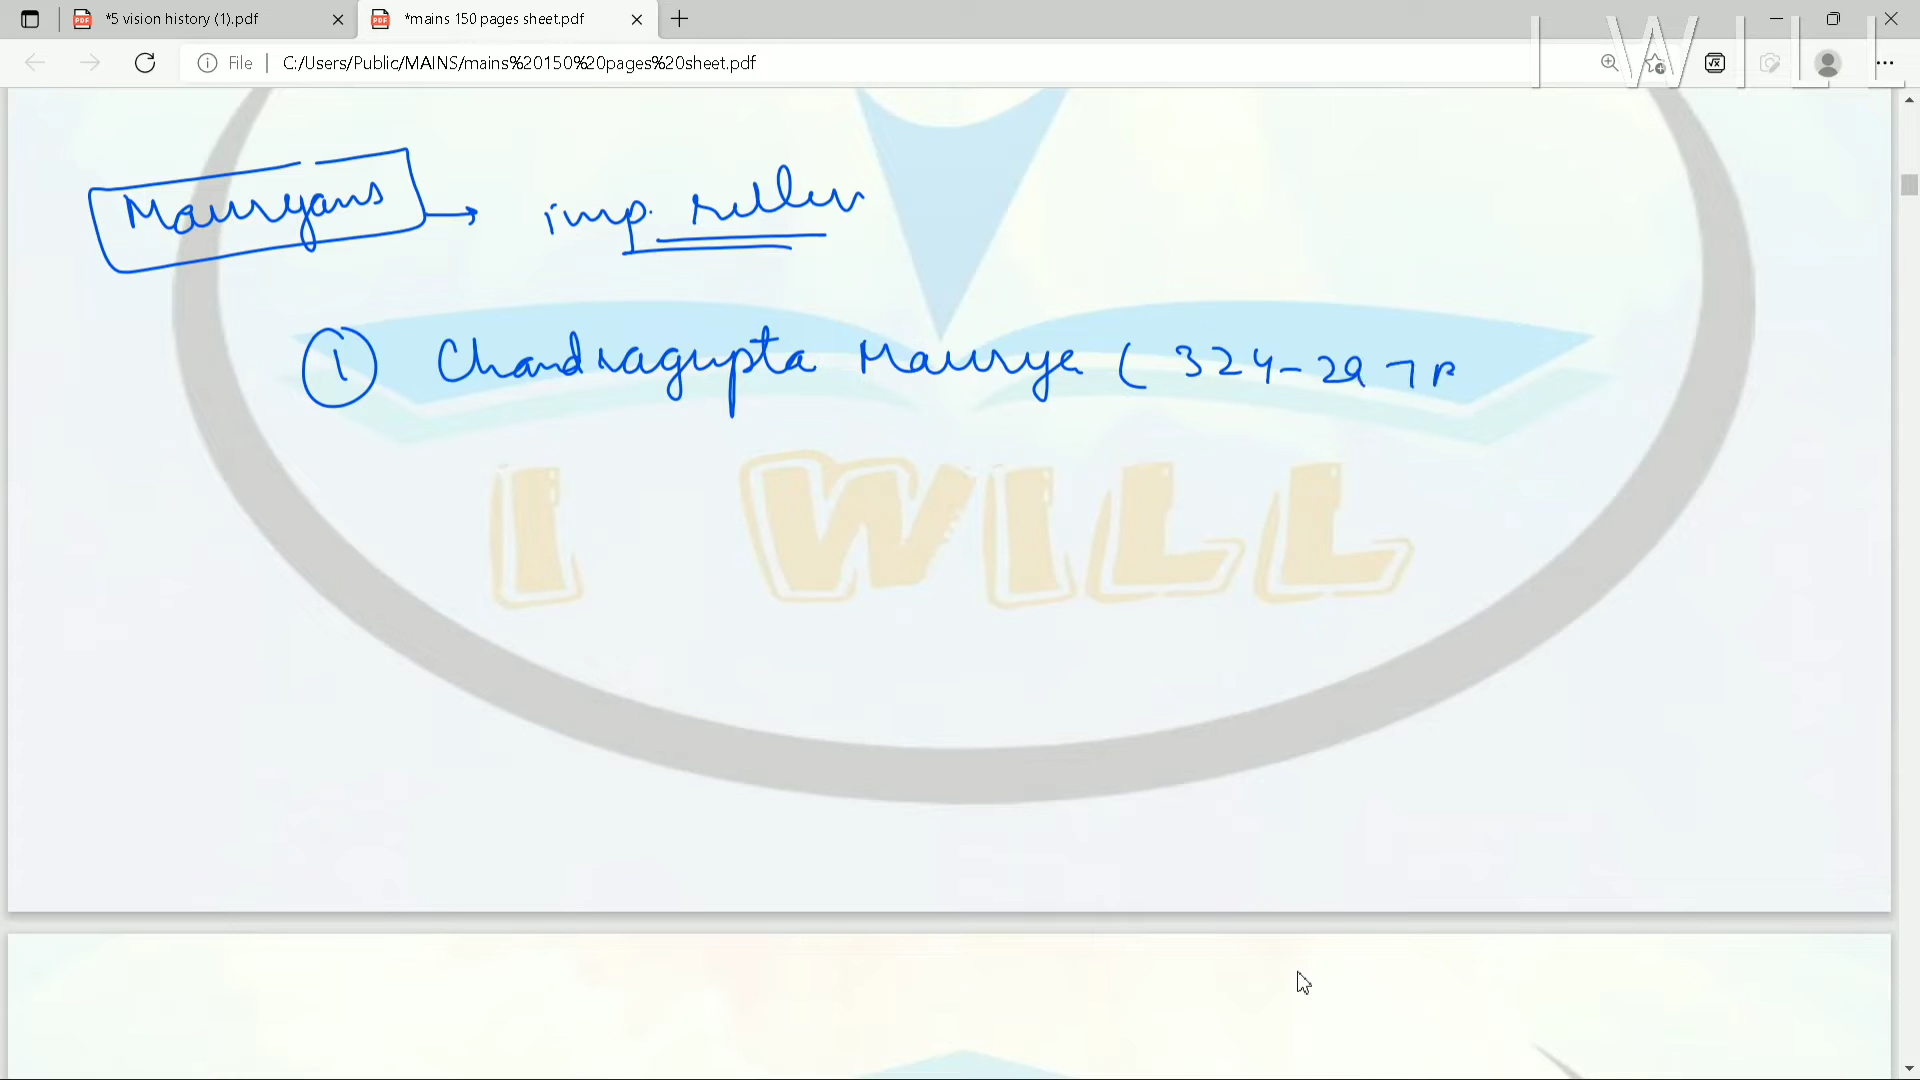 *5 vision history (1).pdf
*mains 150 pages sheet.pdf
File
C:/Users/Public/MAINS/mains%20150%20pages%20sheet.pdf
I WILL
Mauryans → imp.
① Chandragupta Maurya ( 324-297
I WILL